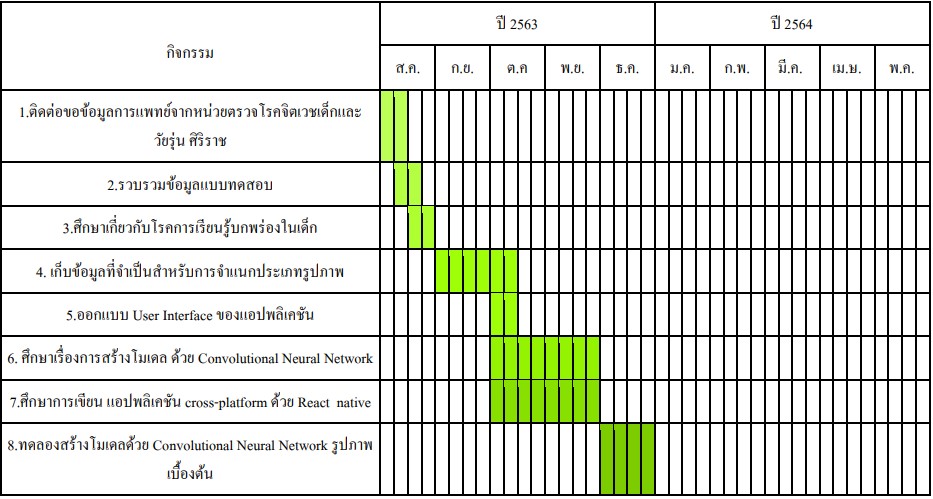 กิจกรรม
ปี 2563
ปี 2564
ส.ค.
ก.ย.
ต.ค
พ.ย.
ธ.ค.
ม.ค.
ก.พ.
มี.ค.
เม.ษ.
พ.ค.
1.ติดต่อขอข้อมูลการแพทย์จากหน่วยตรวจโรคจิตเวชเด็กและ
วัยรุ่น ศิริราช
2.รวบรวมข้อมูลแบบทดสอบ
3.ศึกษาเกี่ยวกับโรคการเรียนรู้บกพร่องในเด็ก
4. เก็บข้อมูลที่จำเป็นสำหรับการจำแนกประเภทรูปภาพ
5.ออกแบบ User Interface ของแอปพลิเคชัน
6. ศึกษาเรื่องการสร้างโมเดล ด้วย Convolutional Neural Network
7.ศึกษาการเขียน แอปพลิเคชัน cross-platform ด้วย React native
8.ทดลองสร้างโมเดลด้วย Convolutional Neural Network รูปภาพ
เบื้องต้น